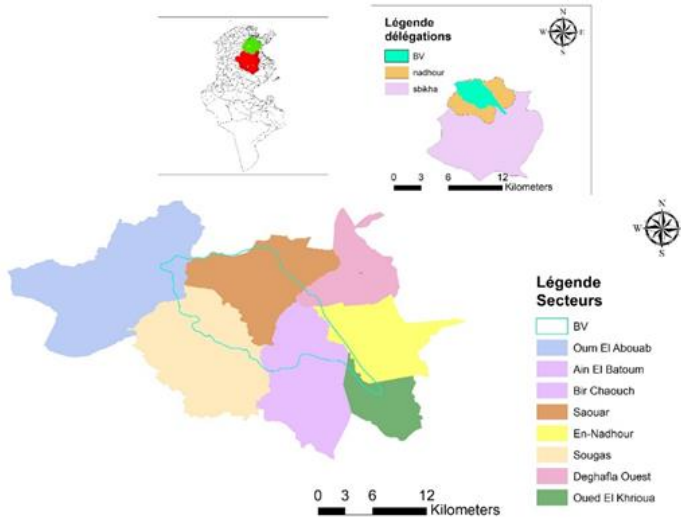 Légende
délégations
BV
nadhour
sbikha
N
W
E
S
0 3 6 12
Kilometers
N
W
E
S
Légende
Secteurs
BV
Oum El Abouab
Ain El Batoum
Bir Chaouch
Saouar
En-Nadhour
Sougas
Deghafla Ouest
Oued El Khrioua
0 3 6 12
Kilometers